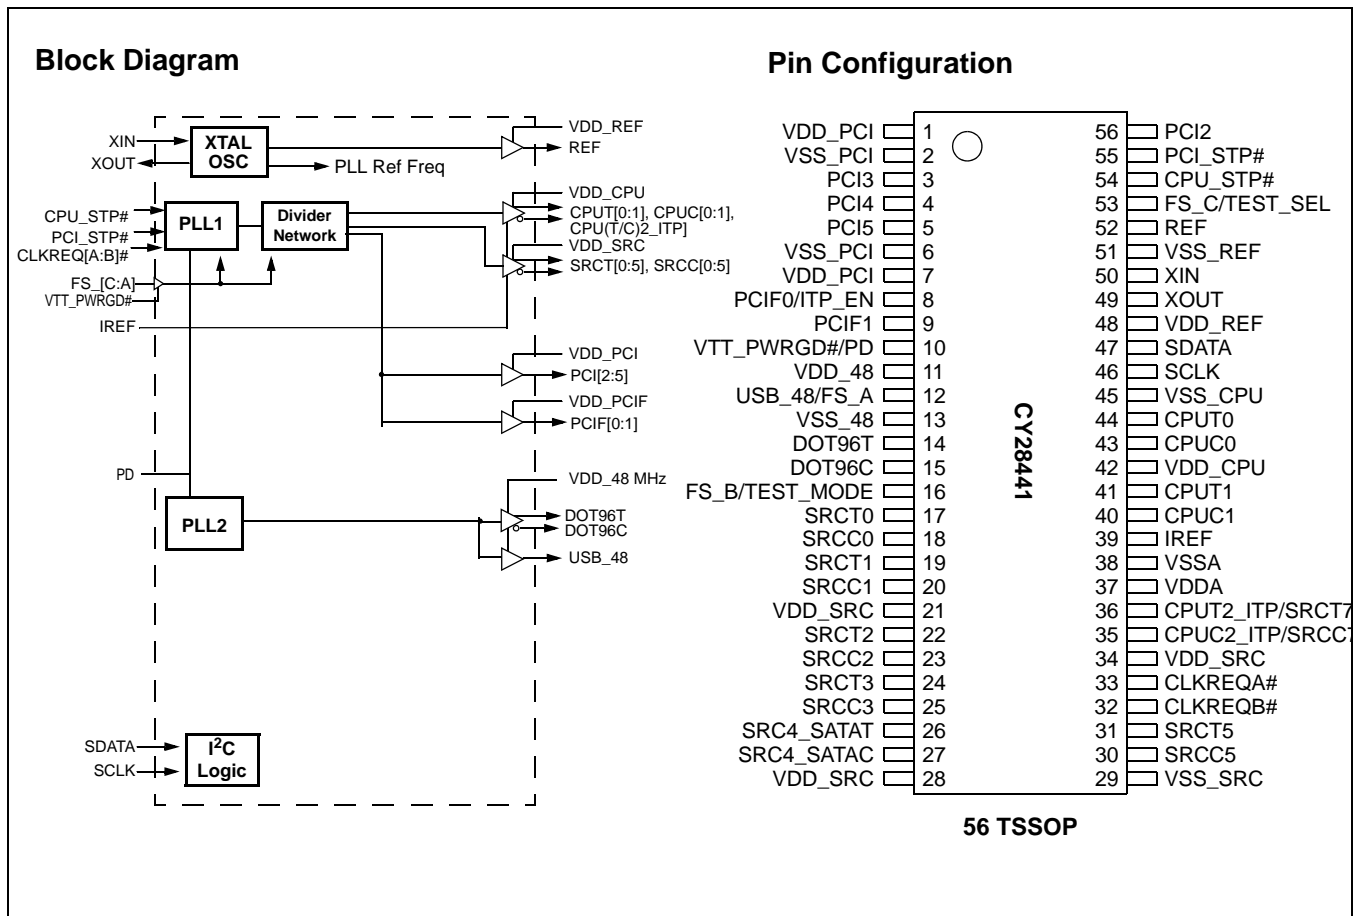 Block Diagram
XIN
XOUT
XTAL
OSC
VDD_REF
REF
PLL Ref Freq
CPU_STP#
PCI_STP#
CLKREQ[A:B]#
FS_[C:A]
VTT_PWRGD#
IREF
PLL1
Divider
Network
VDD_CPU
CPUT[0:1], CPUC[0:1],
CPU(T/C)2_ITP]
VDD_SRC
SRCT[0:5], SRCC[0:5]
VDD_PCI
PCI[2:5]
VDD_PCIF
PCIF[0:1]
PD
PLL2
VDD_48 MHz
DOT96T
DOT96C
USB_48
SDATA
SCLK
I2C
Logic
Pin Configuration
VDD_PCI 1 56 PCI2
VSS_PCI 2 55 PCI_STP#
PCI3 3 54 CPU_STP#
PCI4 4 53 FS_C/TEST_SEL
PCI5 5 52 REF
VSS_PCI 6 51 VSS_REF
VDD_PCI 7 50 XIN
PCIF0/ITP_EN 8 49 XOUT
PCIF1 9 48 VDD_REF
VTT_PWRGD#/PD 10 47 SDATA
VDD_48 11 46 SCLK
USB_48/FS_A 12 45 VSS_CPU
VSS_48 13 44 CPUT0
DOT96T 14 43 CPUC0
DOT96C 15 42 VDD_CPU
FS_B/TEST_MODE 16 41 CPUT1
SRCT0 17 40 CPUC1
SRCC0 18 39 IREF
SRCT1 19 38 VSSA
SRCC1 20 37 VDDA
VDD_SRC 21 36 CPUT2_ITP/SRCT7
SRCT2 22 35 CPUC2_ITP/SRCC7
SRCC2 23 34 VDD_SRC
SRCT3 24 33 CLKREQA#
SRCC3 25 32 CLKREQB#
SRC4_SATAT 26 31 SRCT5
SRC4_SATAC 27 30 SRCC5
VDD_SRC 28 29 VSS_SRC
CY28441
56 TSSOP